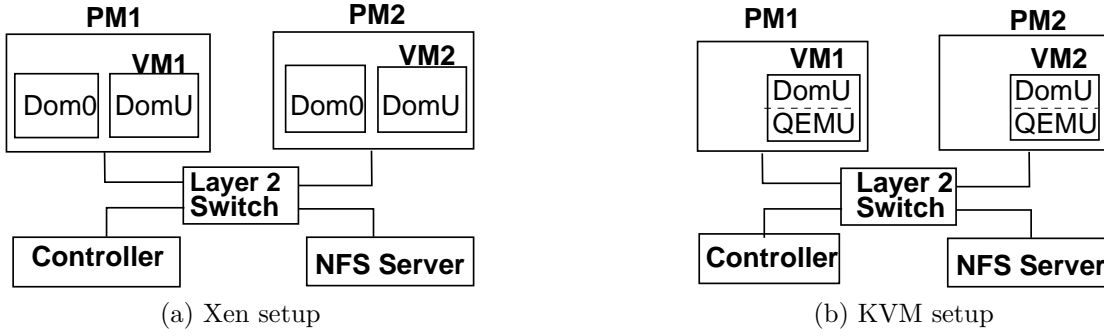 PM1
PM2
VM1
VM2
Dom0
DomU
Dom0
DomU
Layer 2
Switch
Controller
NFS Server
(a) Xen setup
PM1
PM2
VM1
VM2
DomU
QEMU
DomU
QEMU
Layer 2
Switch
Controller
NFS Server
(b) KVM setup